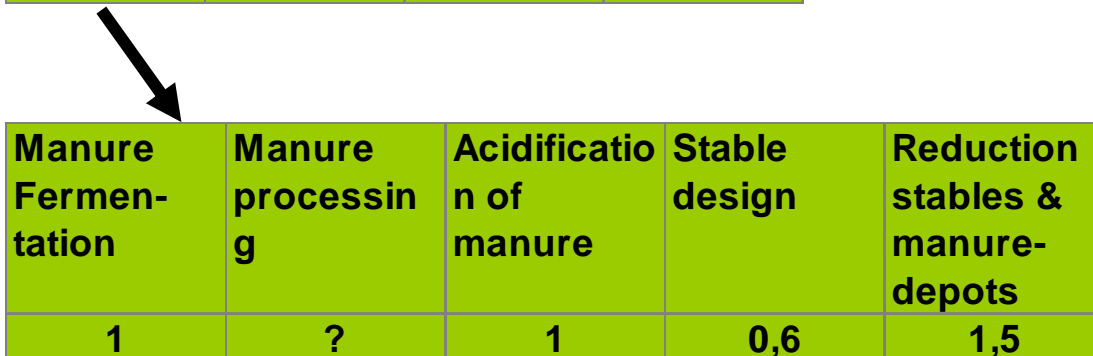 Manure
Fermen-
tation
Manure
processin
g
Acidificatio
n of
manure
Stable
design
Reduction
stables &
manure-
depots
1
?
1
0,6
1,5